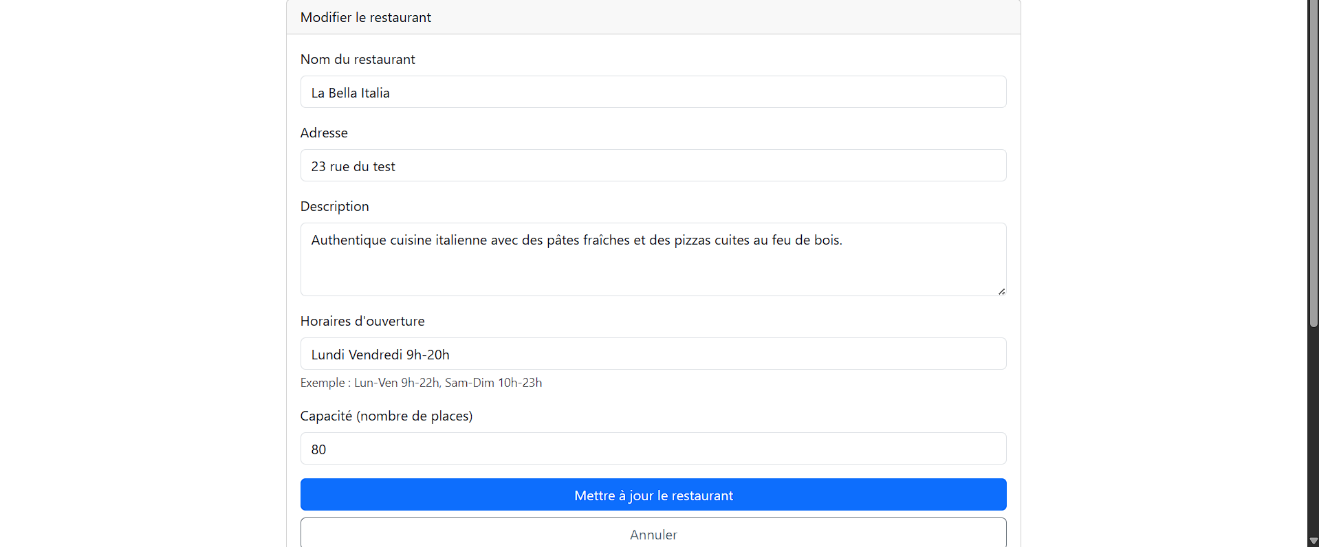 Modifier le restaurant
Nom du restaurant
La Bella Italia
Adresse
23 rue du test
Description
Authentique cuisine italienne avec des pâtes fraîches et des pizzas cuites au feu de bois.
Horaires d'ouverture
Lundi Vendredi 9h-20h
Exemple : Lun-Ven 9h-22h, Sam-Dim 10h-23h
Capacité (nombre de places)
80
Mettre à jour le restaurant
Annuler